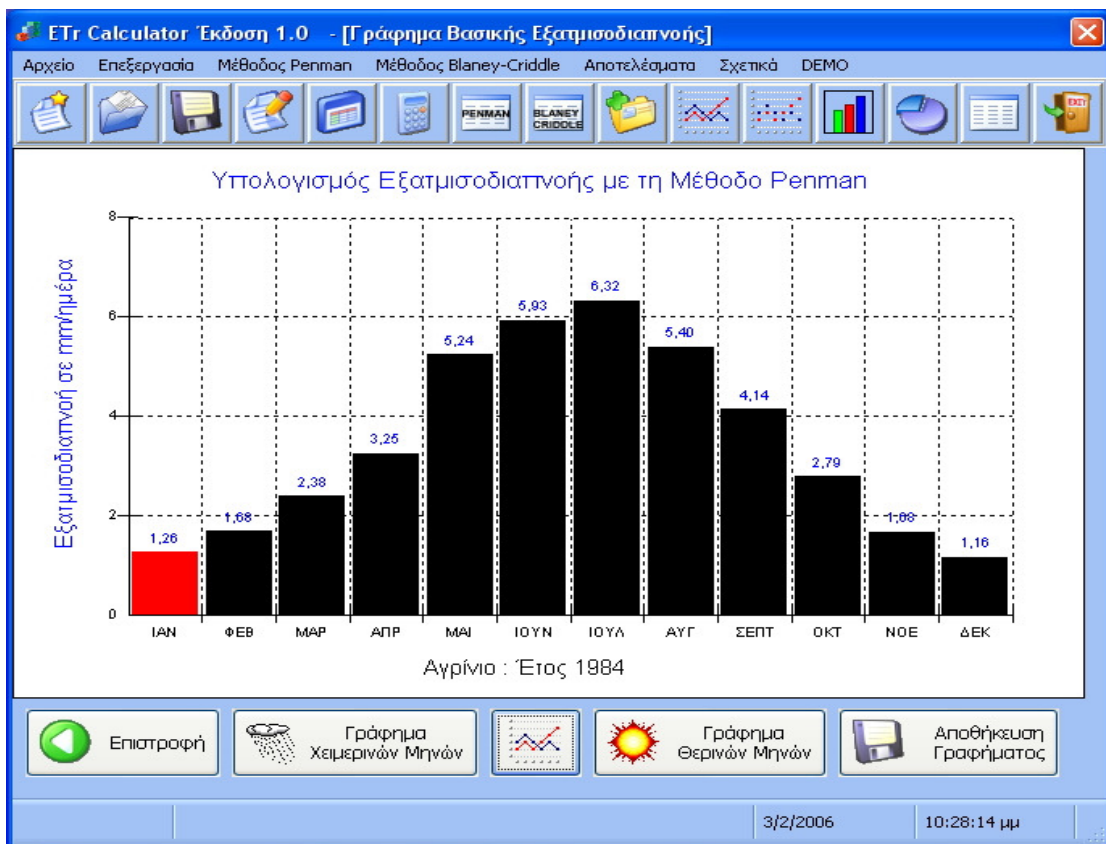 ETr Calculator Έκδοση 1.0 - [Γράφημα Βασικής Εξατμισοδιαπνοής]
Αρχείο Επεξεργασία Μέθοδος Penman Μέθοδος Blaney-Criddle Αποτελέσματα Σχετικά DEMO
PENMAN BLANEY CRIDDLE EXIT
Υπολογισμός Εξατμισοδιαπνοής με τη Μέθοδο Penman
Εξατμισοδιαπνοή σε mm/ημέρα
8
6
4
2
0
1,26 1,68 2,38 3,25 5,24 5,93 6,32 5,40 4,14 2,79 1,68 1,16
ΙΑΝ ΦΕΒ ΜΑΡ ΑΠΡ ΜΑΙ ΙΟΥΝ ΙΟΥΛ ΑΥΓ ΣΕΠΤ ΟΚΤ ΝΟΕ ΔΕΚ
Αγρίνιο : Έτος 1984
Επιστροφή
Γράφημα
Χειμερινών Μηνών
Γράφημα
Θερινών Μηνών
Αποθήκευση
Γραφήματος
3/2/2006 10:28:14 μμ